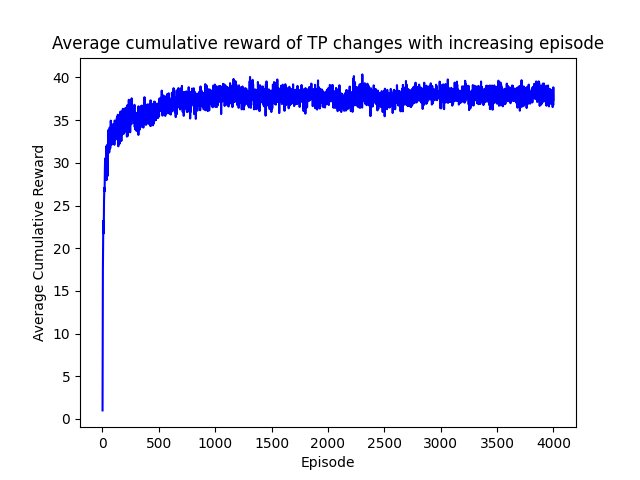 Average cumulative reward of TP changes with increasing episode
40
35
30
25
20
15
10
5
0
Average Cumulative Reward
0 500 1000 1500 2000 2500 3000 3500 4000
Episode